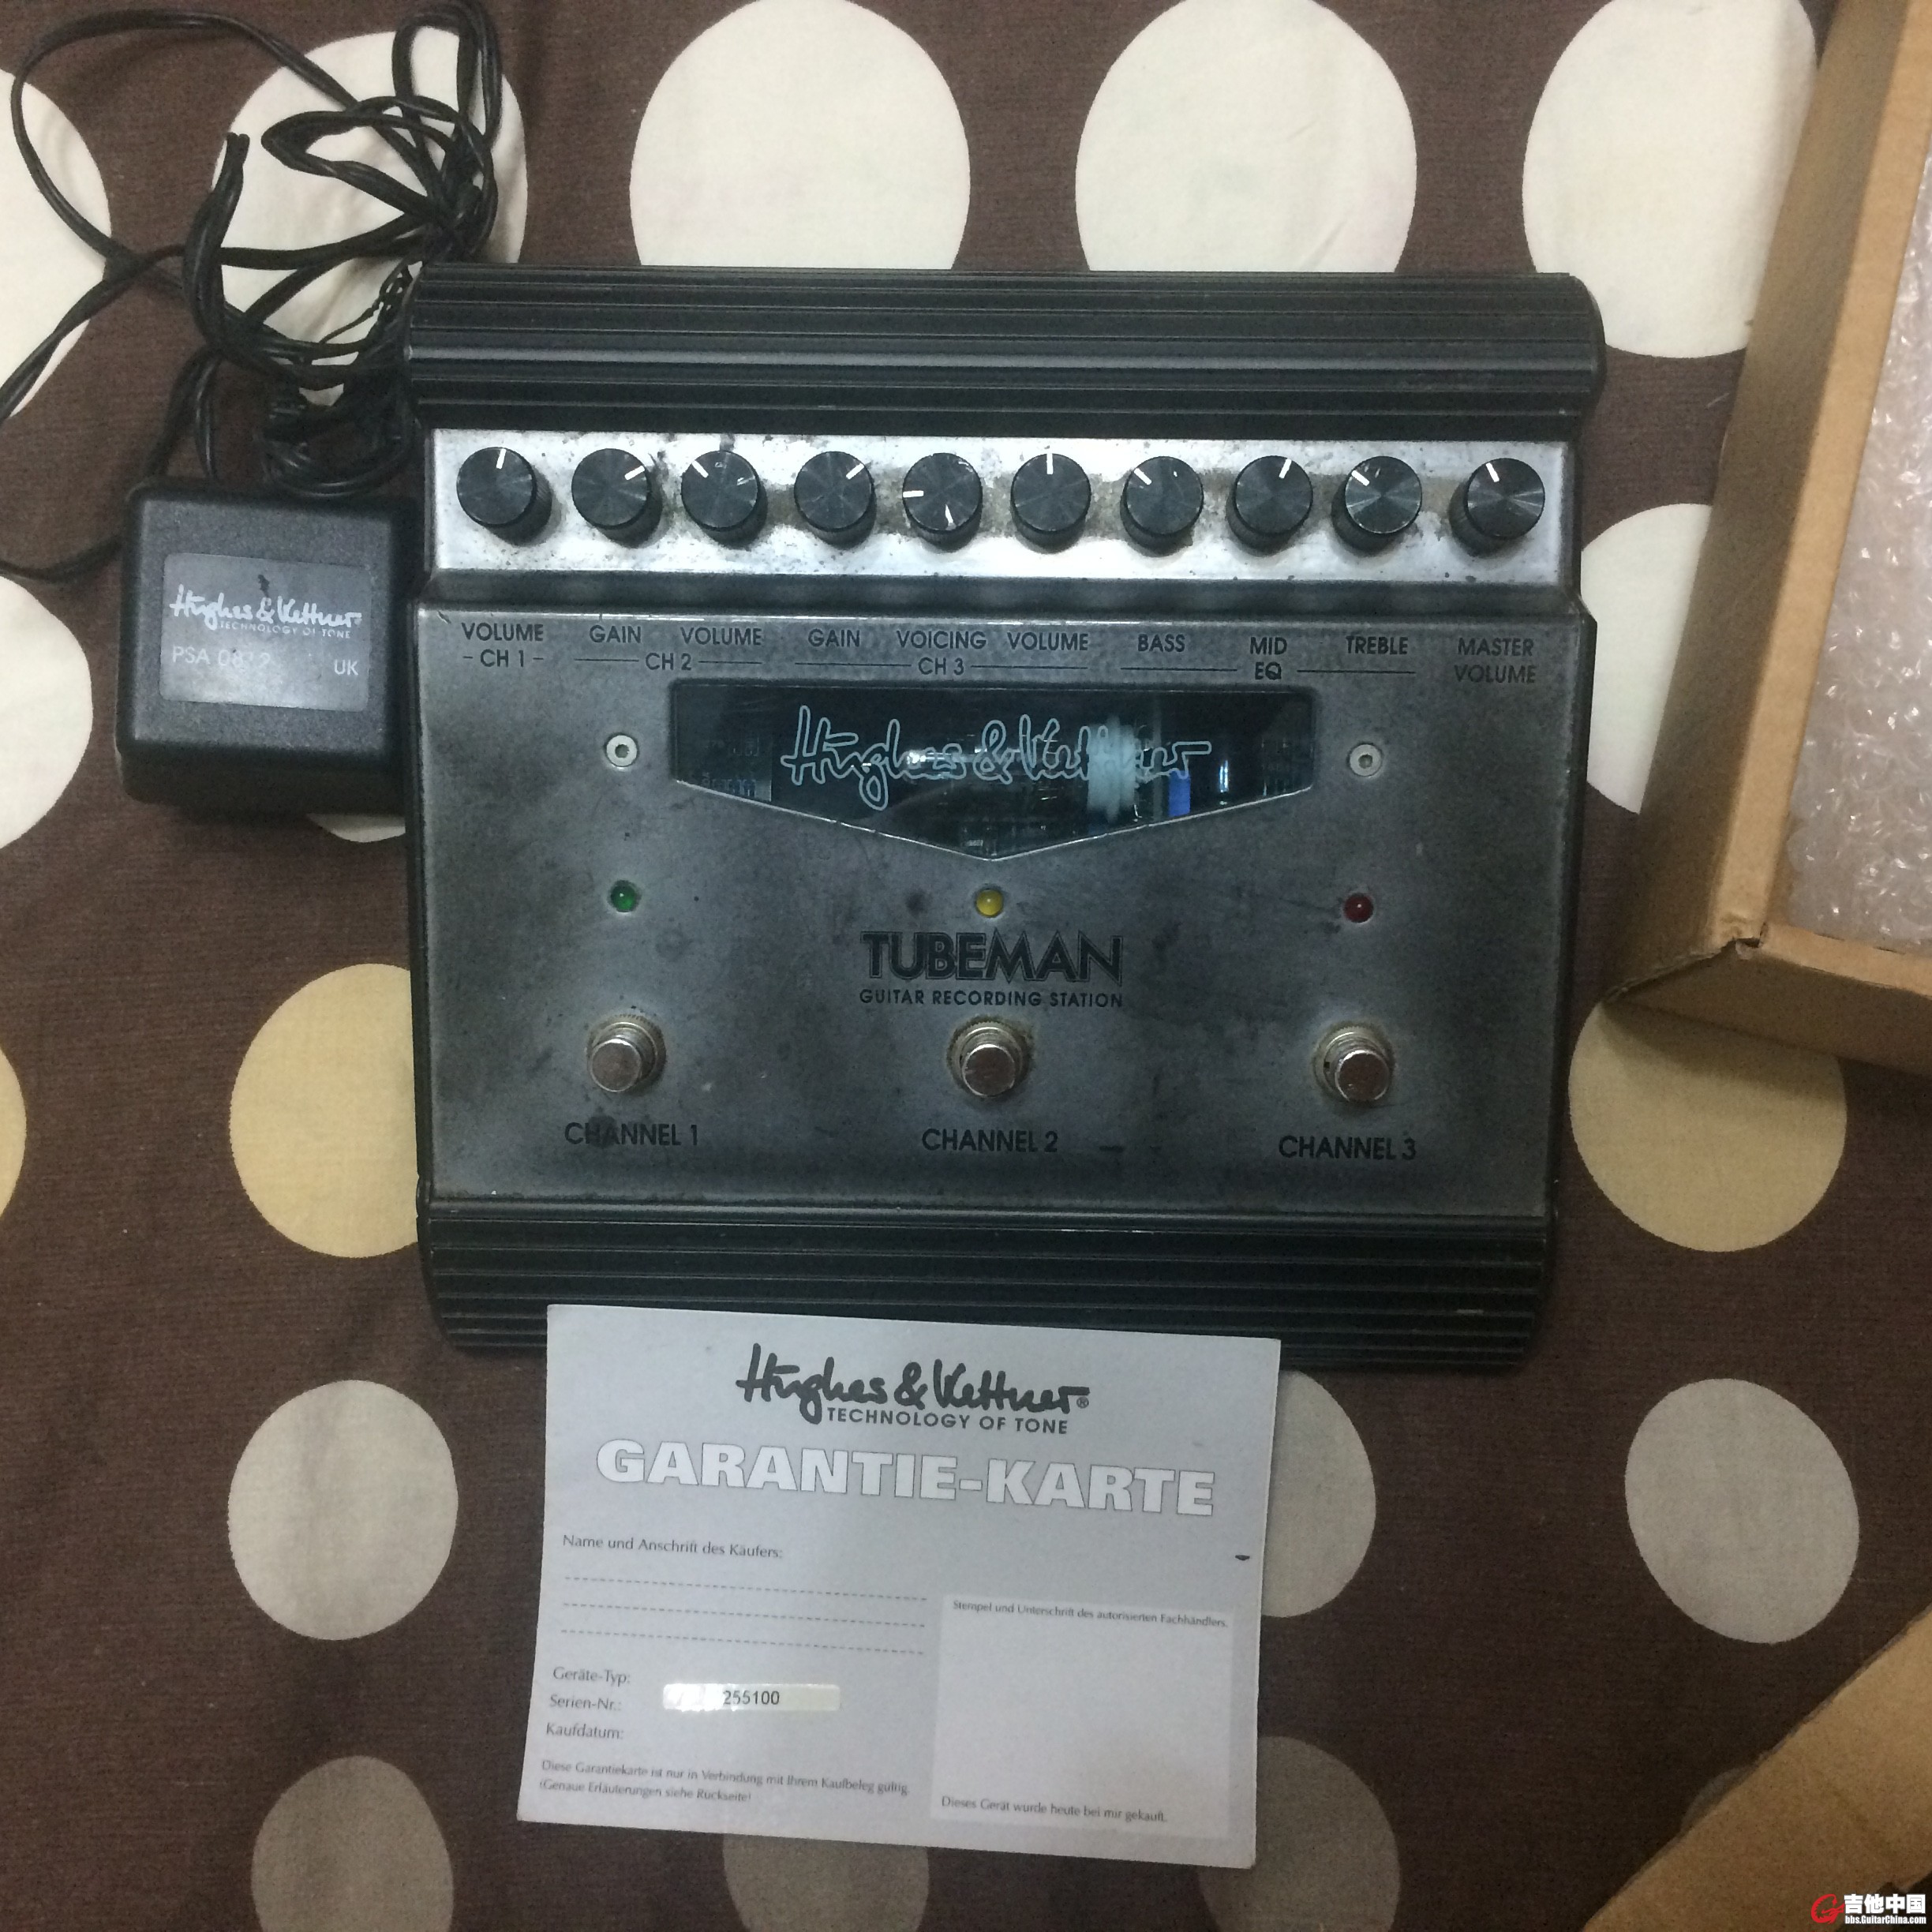 Hughes & Kettner
TECHNOLOGY OF TONE
PSA
UK
VOLUME GAIN VOLUME GAIN VOICING VOLUME BASS MID TREBLE MASTER
- CH 1 - CH 2 CH 3 EQ VOLUME
Hughes & Kettner
TUBEMAN
GUITAR RECORDING STATION
CHANNEL 1 CHANNEL 2 CHANNEL 3
Hughes & Kettner®
TECHNOLOGY OF TONE
GARANTIE-KARTE
Name und Anschrift des Käufers:
Stempel und Unterschrift des autorisierten Fachhändlers.
Geräte-Typ:
Serien-Nr.: 255100
Kaufdatum:
Diese Garantiekarte ist nur in Verbindung mit Ihrem Kaufbeleg gültig.
(Genaue Erläuterungen siehe Rückseite!
Dieses Gerät wurde heute bei mir gekauft.
吉他中国
bbs.GuitarChina.com